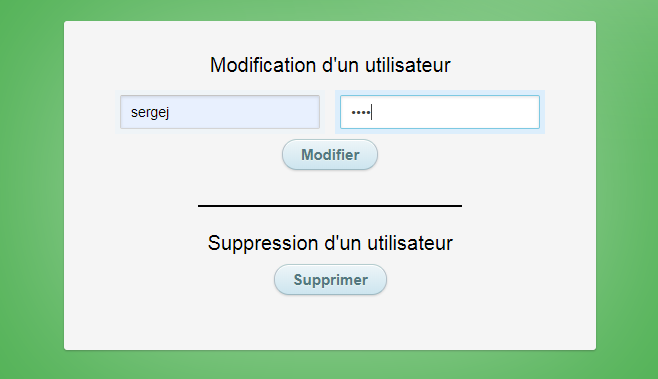 Modification d'un utilisateur
sergej ••••
Modifier
Suppression d'un utilisateur
Supprimer